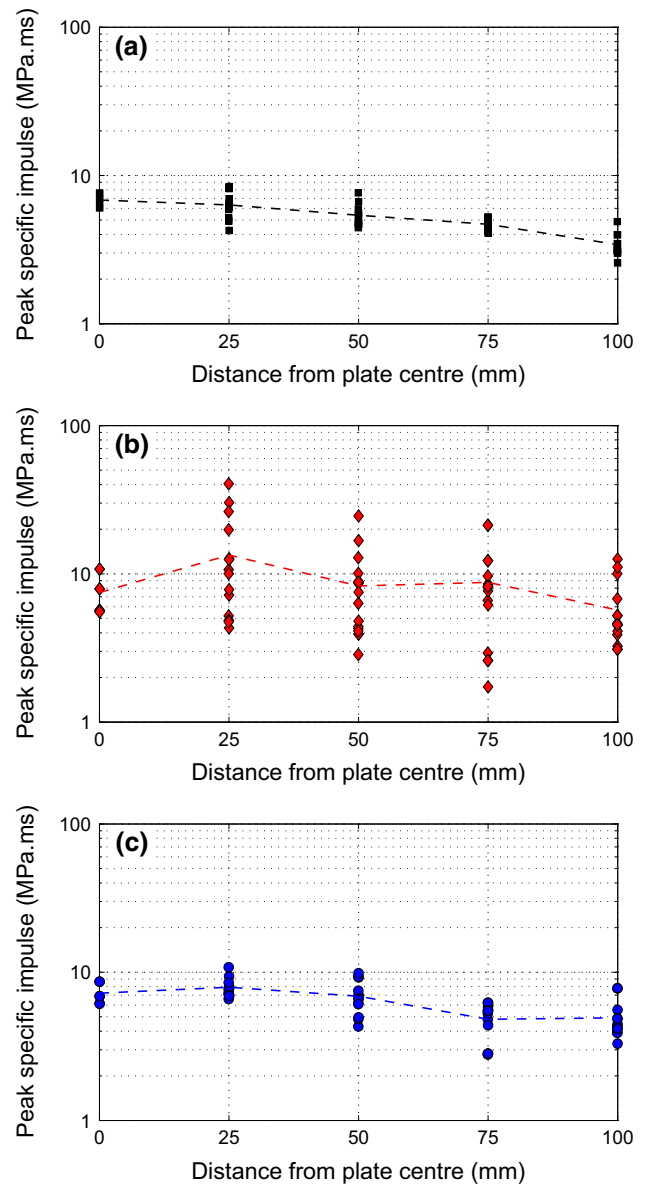 (a)
Peak specific impulse (MPa.ms)
100
10
1
0 25 50 75 100
Distance from plate centre (mm)
(b)
Peak specific impulse (MPa.ms)
100
10
1
0 25 50 75 100
Distance from plate centre (mm)
(c)
Peak specific impulse (MPa.ms)
100
10
1
0 25 50 75 100
Distance from plate centre (mm)